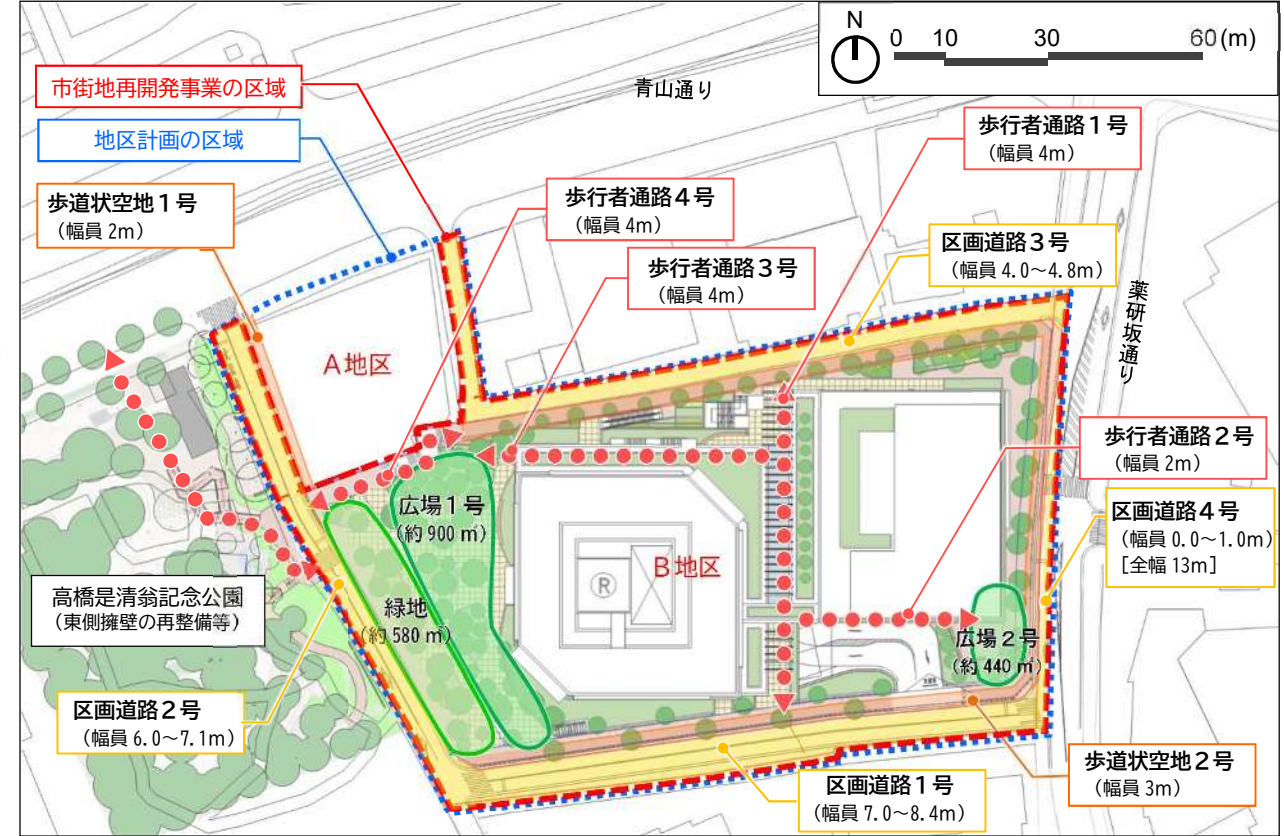 N
0 10 30 60(m)
市街地再開発事業の区域
青山通り
地区計画の区域
歩行者通路1号
(幅員 4m)
歩道状空地1号
(幅員 2m)
歩行者通路4号
(幅員 4m)
区画道路3号
(幅員 4.0～4.8m)
歩行者通路3号
(幅員 4m)
薬研坂通り
A地区
歩行者通路2号
(幅員 2m)
広場1号
(約 900 ㎡)
区画道路4号
(幅員 0.0～1.0m)
[全幅 13m]
B地区
R
高橋是清翁記念公園
(東側擁壁の再整備等)
緑地
(約 580 ㎡)
広場2号
(約 440 ㎡)
区画道路2号
(幅員 6.0～7.1m)
歩道状空地2号
(幅員 3m)
区画道路1号
(幅員 7.0～8.4m)